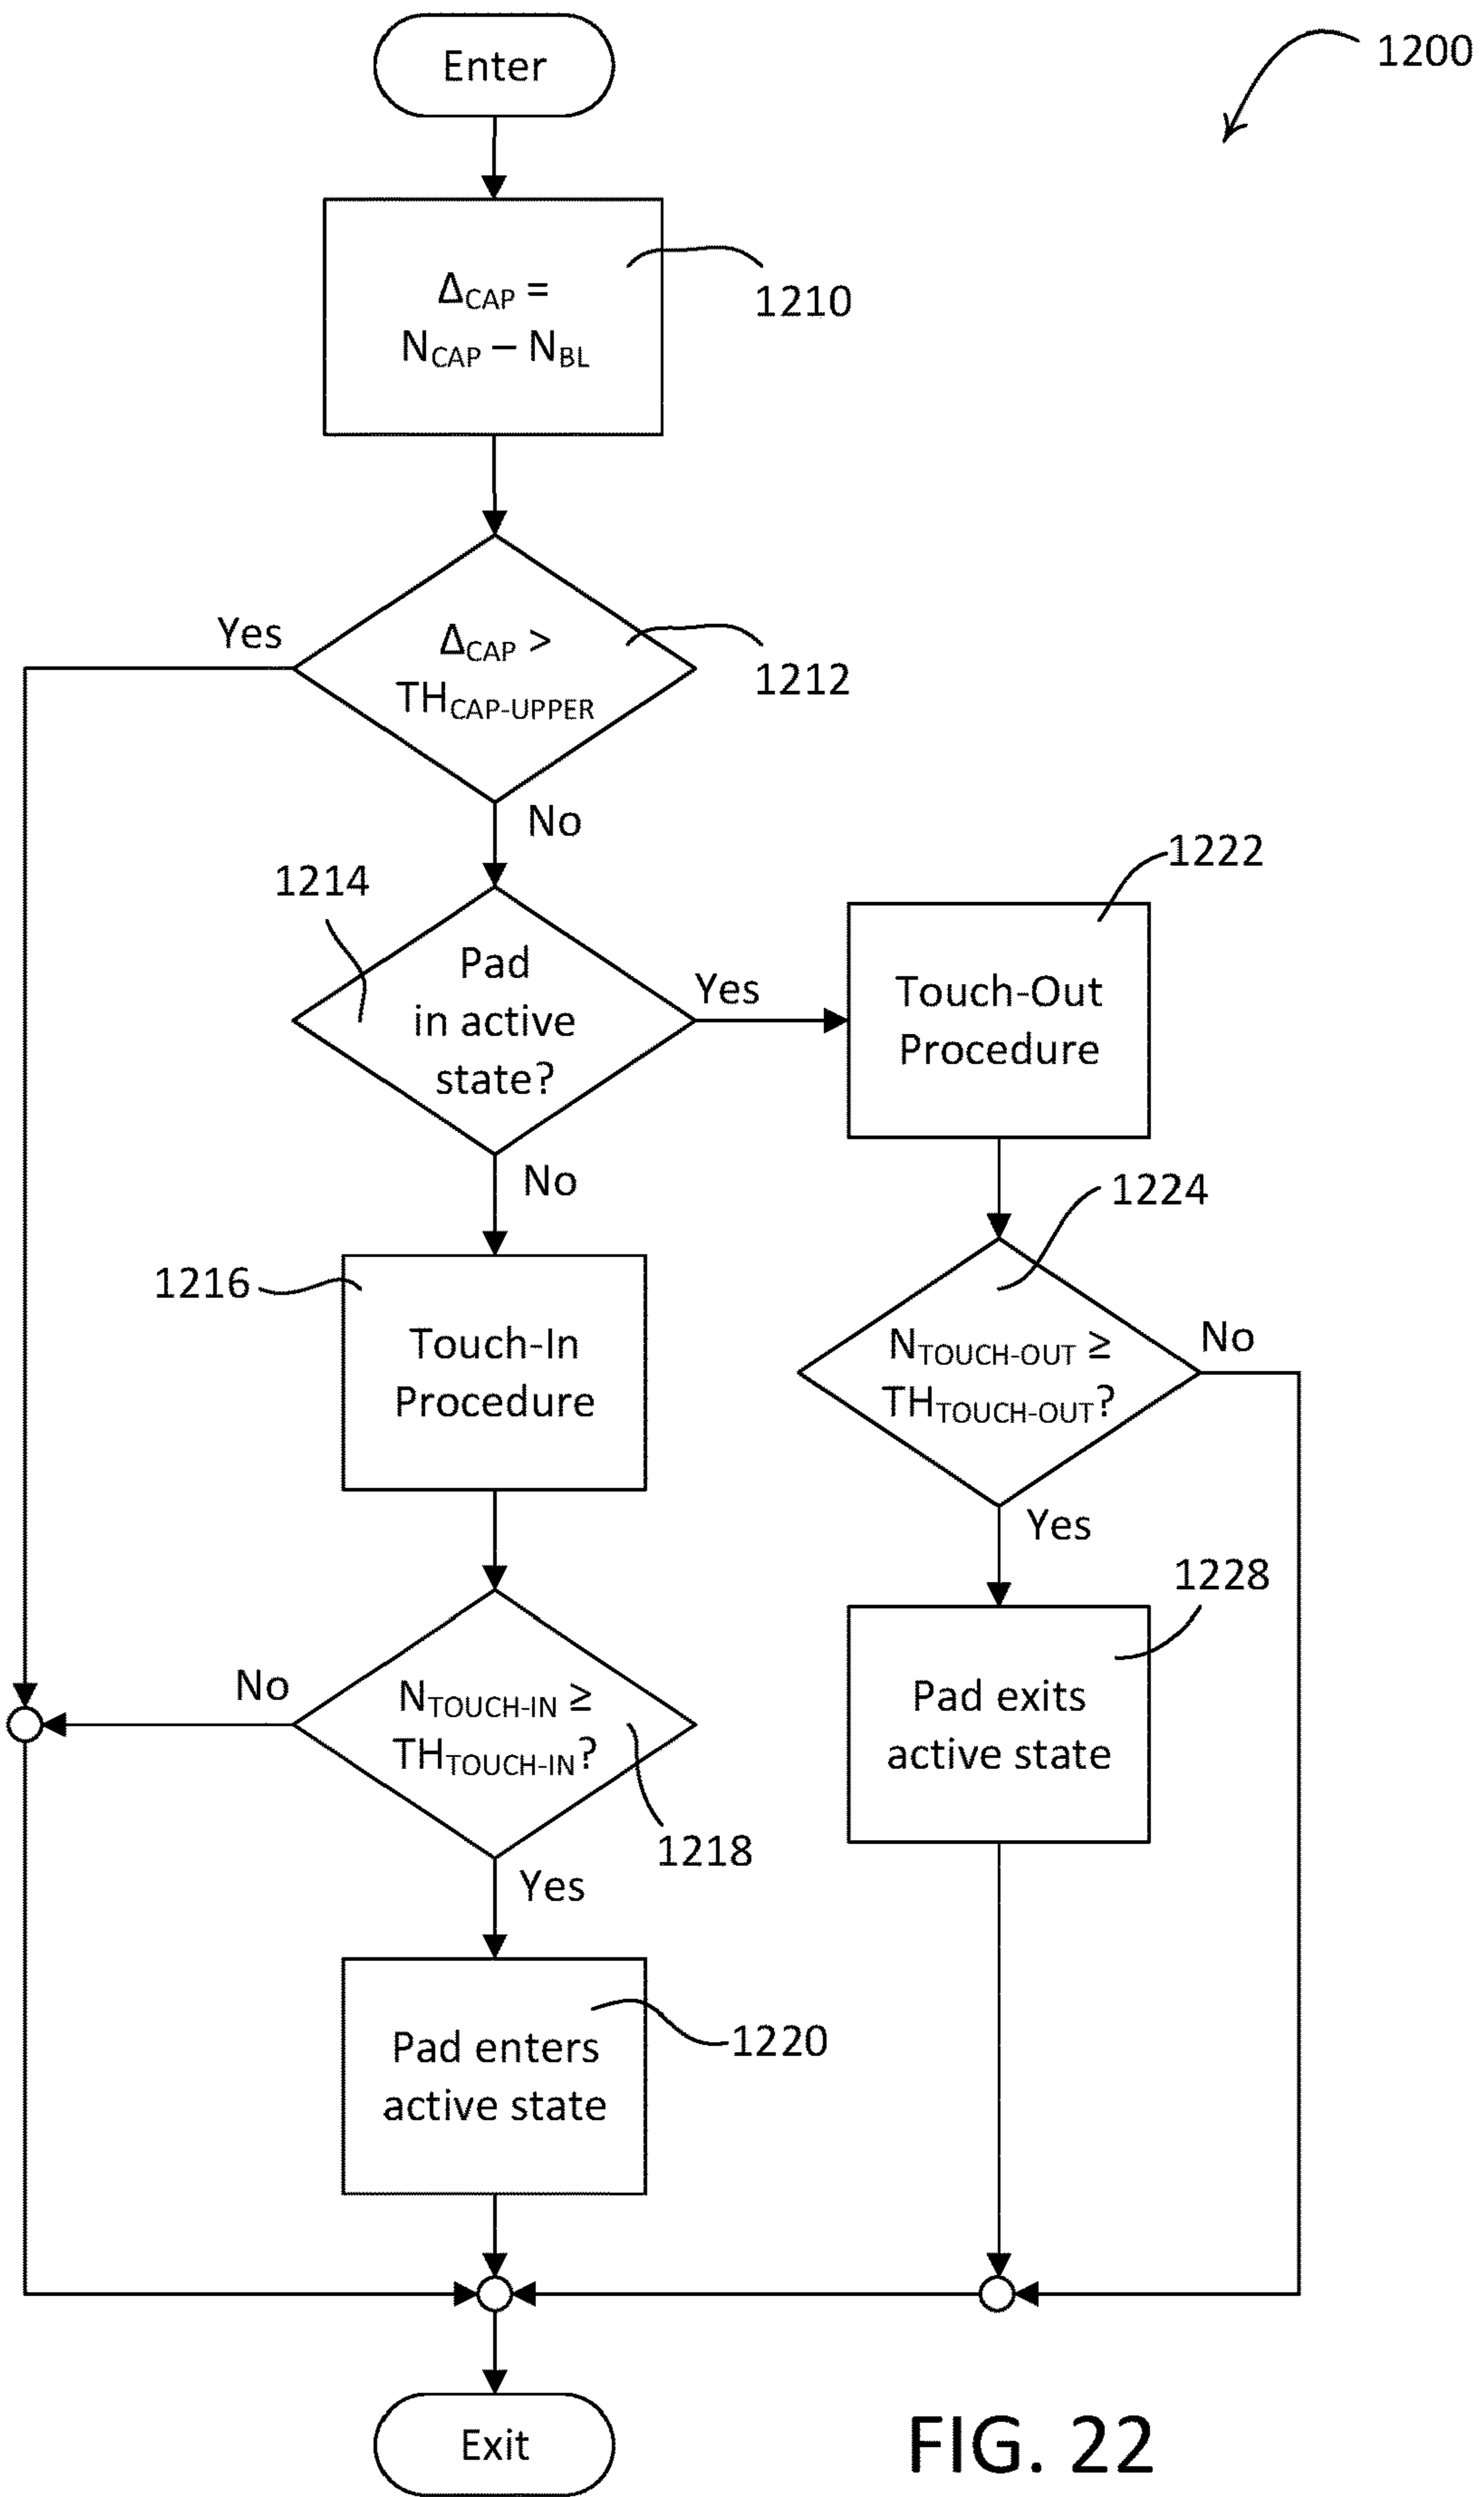 Enter
1200
ΔCAP =
NCAP – NBL
1210
Yes
ΔCAP >
THCAP-UPPER
1212
No
1214
Pad
in active
state?
Yes
1222
Touch-Out
Procedure
No
1224
1216
Touch-In
Procedure
NTOUCH-OUT ≥
THTOUCH-OUT?
No
Yes
1228
No
NTOUCH-IN ≥
THTOUCH-IN?
1218
Pad exits
active state
Yes
Pad enters
active state
1220
Exit
FIG. 22